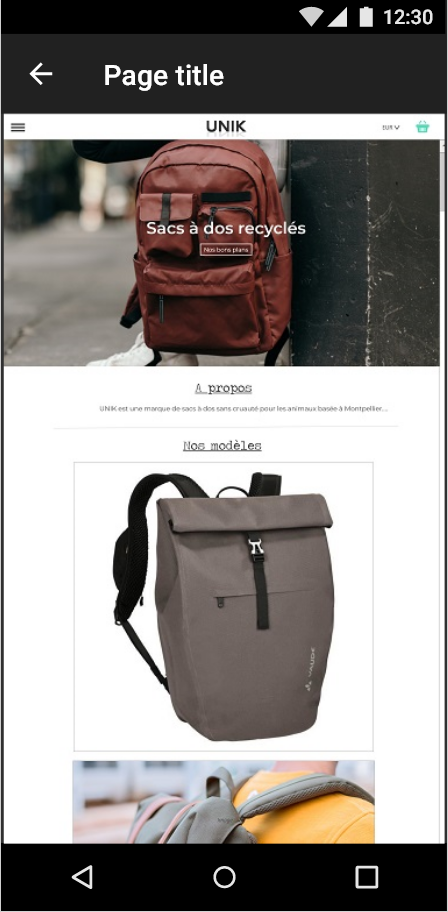 12:30
Page title
UNIK
EUR
Sacs à dos recyclés
Nos bons plans
A propos
UNIK est une marque de sacs à dos sans cruauté pour les animaux basée à Montpellier...
Nos modèles
VAUDE